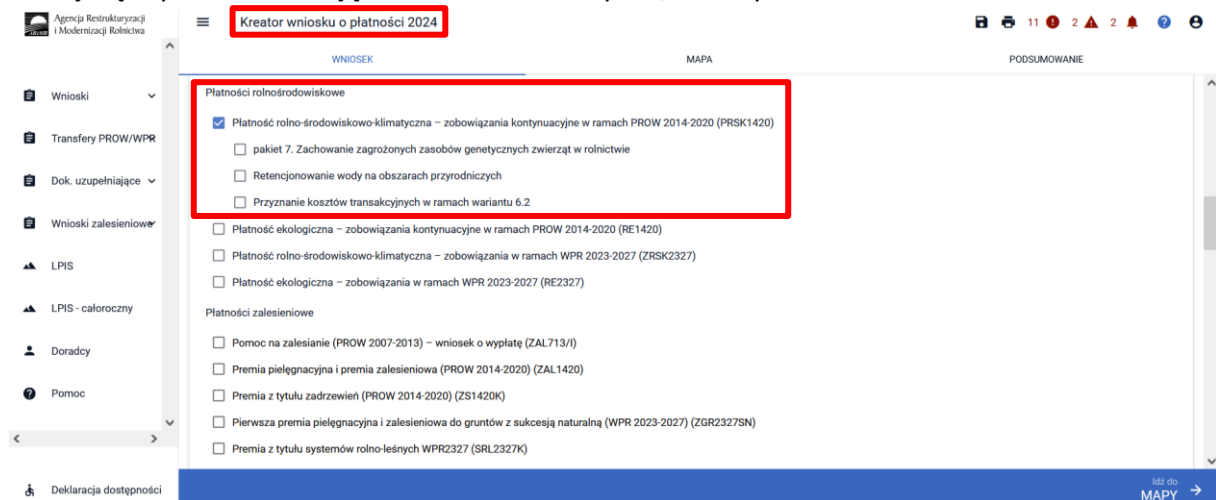 Agencja Restrukturyzacji
i Modernizacji Rolnictwa
Kreator wniosku o płatności 2024
11 2 2
WNIOSEK MAPA PODSUMOWANIE
Wnioski
Transfery PROW/WPR
Dok. uzupełniające
Wnioski zalesieniowe
LPIS
LPIS - całoroczny
Doradcy
Pomoc
Deklaracja dostępności
Płatności rolnośrodowiskowe
Płatność rolno-środowiskowo-klimatyczna – zobowiązania kontynuacyjne w ramach PROW 2014-2020 (PRSK1420)
pakiet 7. Zachowanie zagrożonych zasobów genetycznych zwierząt w rolnictwie
Retencjonowanie wody na obszarach przyrodniczych
Przyznanie kosztów transakcyjnych w ramach wariantu 6.2
Płatność ekologiczna – zobowiązania kontynuacyjne w ramach PROW 2014-2020 (RE1420)
Płatność rolno-środowiskowo-klimatyczna – zobowiązania w ramach WPR 2023-2027 (ZRSK2327)
Płatność ekologiczna – zobowiązania w ramach WPR 2023-2027 (RE2327)
Płatności zalesieniowe
Pomoc na zalesianie (PROW 2007-2013) – wniosek o wypłatę (ZAL713/I)
Premia pielęgnacyjna i premia zalesieniowa (PROW 2014-2020) (ZAL1420)
Premia z tytułu zadrzewień (PROW 2014-2020) (ZS1420K)
Pierwsza premia pielęgnacyjna i zalesieniowa do gruntów z sukcesją naturalną (WPR 2023-2027) (ZGR2327SN)
Premia z tytułu systemów rolno-leśnych WPR2327 (SRL2327K)
Idź do
MAPY